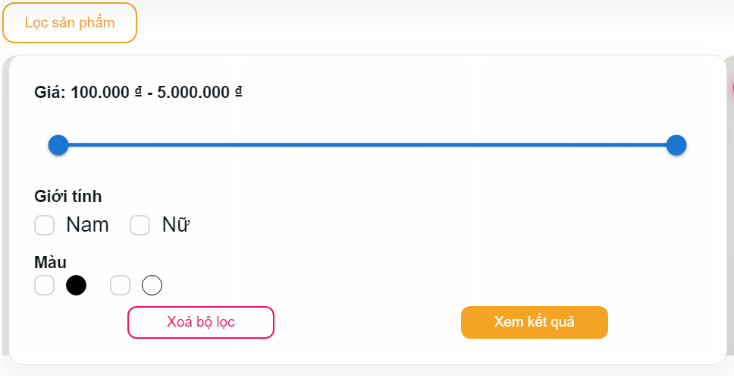 Lọc sản phẩm
Giá: 100.000 ₫ - 5.000.000 ₫
Giới tính
Nam Nữ
Màu
Xoá bộ lọc Xem kết quả